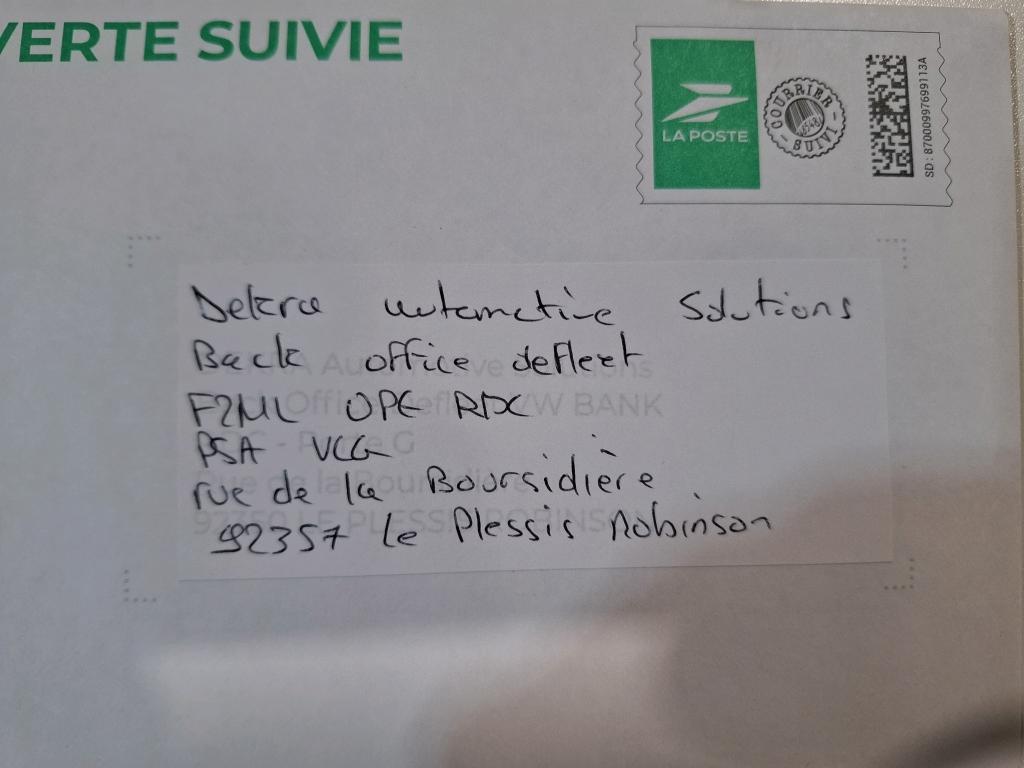 VERTE SUIVIE
LA POSTE
COURRIER SUIVI
SD: 87000997699113A
Dekra automotive Solutions
Back office defleet
F2ML OPE RDC
PSA VCG
rue de la Boursidière
92357 Le Plessis Robinson